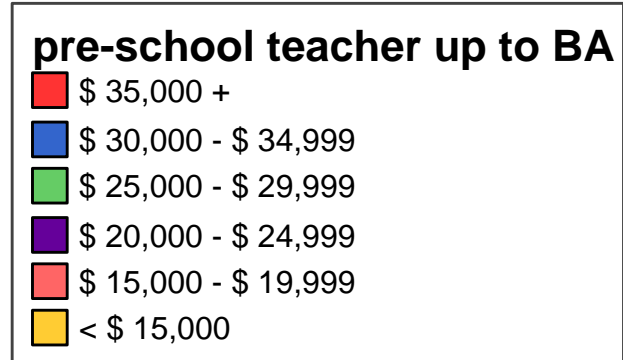 pre-school teacher up to BA
$ 35,000 +
$ 30,000 - $ 34,999
$ 25,000 - $ 29,999
$ 20,000 - $ 24,999
$ 15,000 - $ 19,999
< $ 15,000